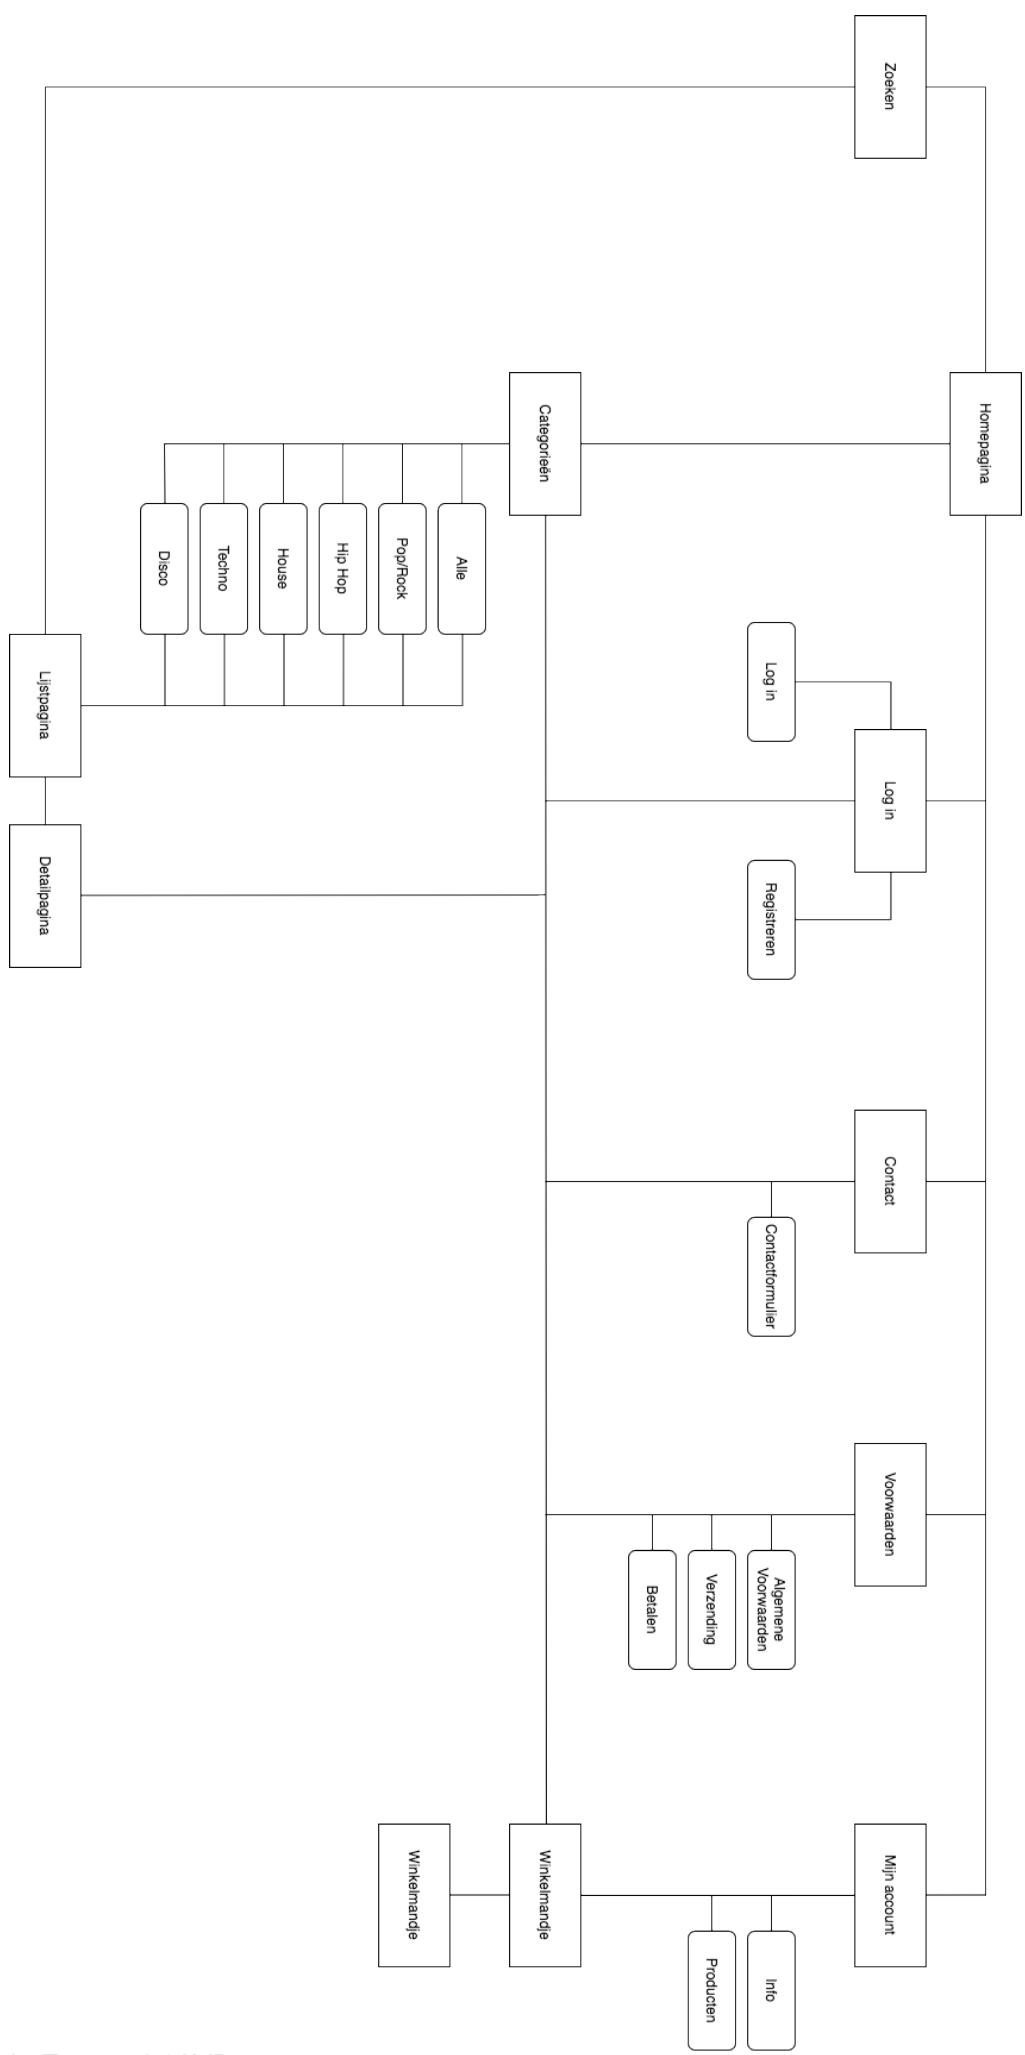 Homepagina
Zoeken
Log in
Contact
Voorwaarden
Mijn account
Log in
Registreren
Contactformulier
Algemene
Voorwaarden
Info
Verzending
Producten
Betalen
Categorieën
Winkelmandje
Alle
Winkelmandje
Pop/Rock
Hip Hop
House
Techno
Disco
Lijstpagina
Detailpagina